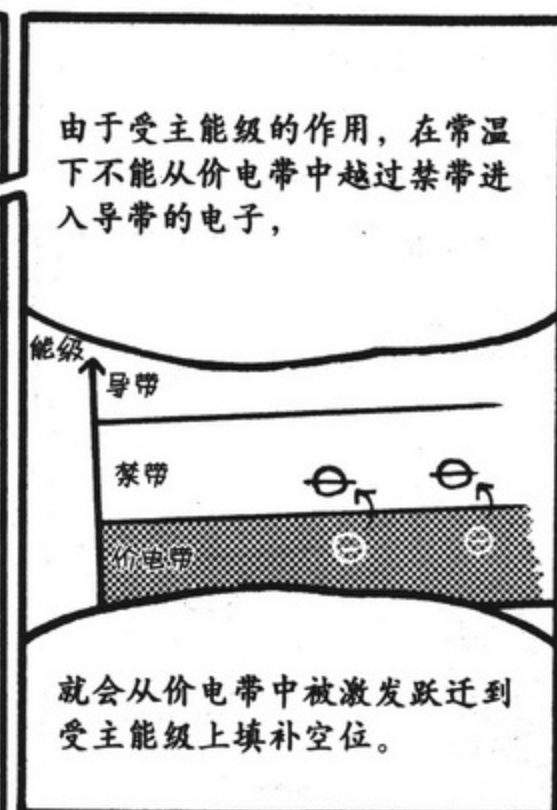 由于受主能级的作用，在常温
下不能从价电带中越过禁带进
入导带的电子，
能级
导带
禁带
价电带
就会从价电带中被激发跃迁到
受主能级上填补空位。